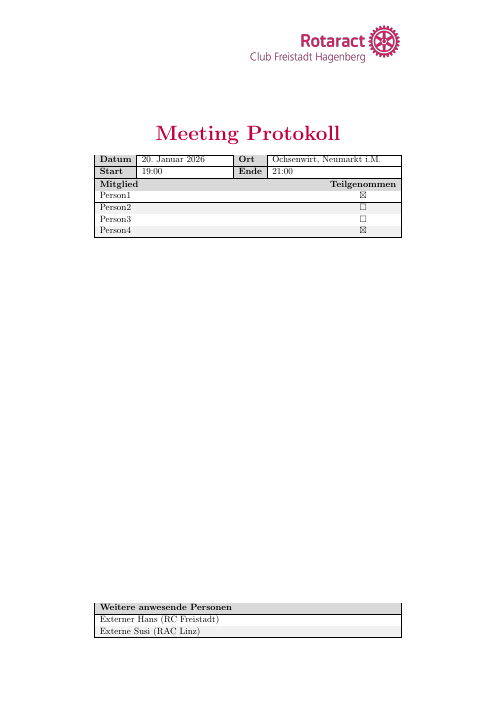 Rotaract
Club Freistadt Hagenberg
Meeting Protokoll
Datum 20. Januar 2026 Ort Ochsenwirt, Neumarkt i.M.
Start 19:00 Ende 21:00
Mitglied Teilgenommen
Person1 ☒
Person2 ☐
Person3 ☐
Person4 ☒
Weitere anwesende Personen
Externer Hans (RC Freistadt)
Externe Susi (RAC Linz)